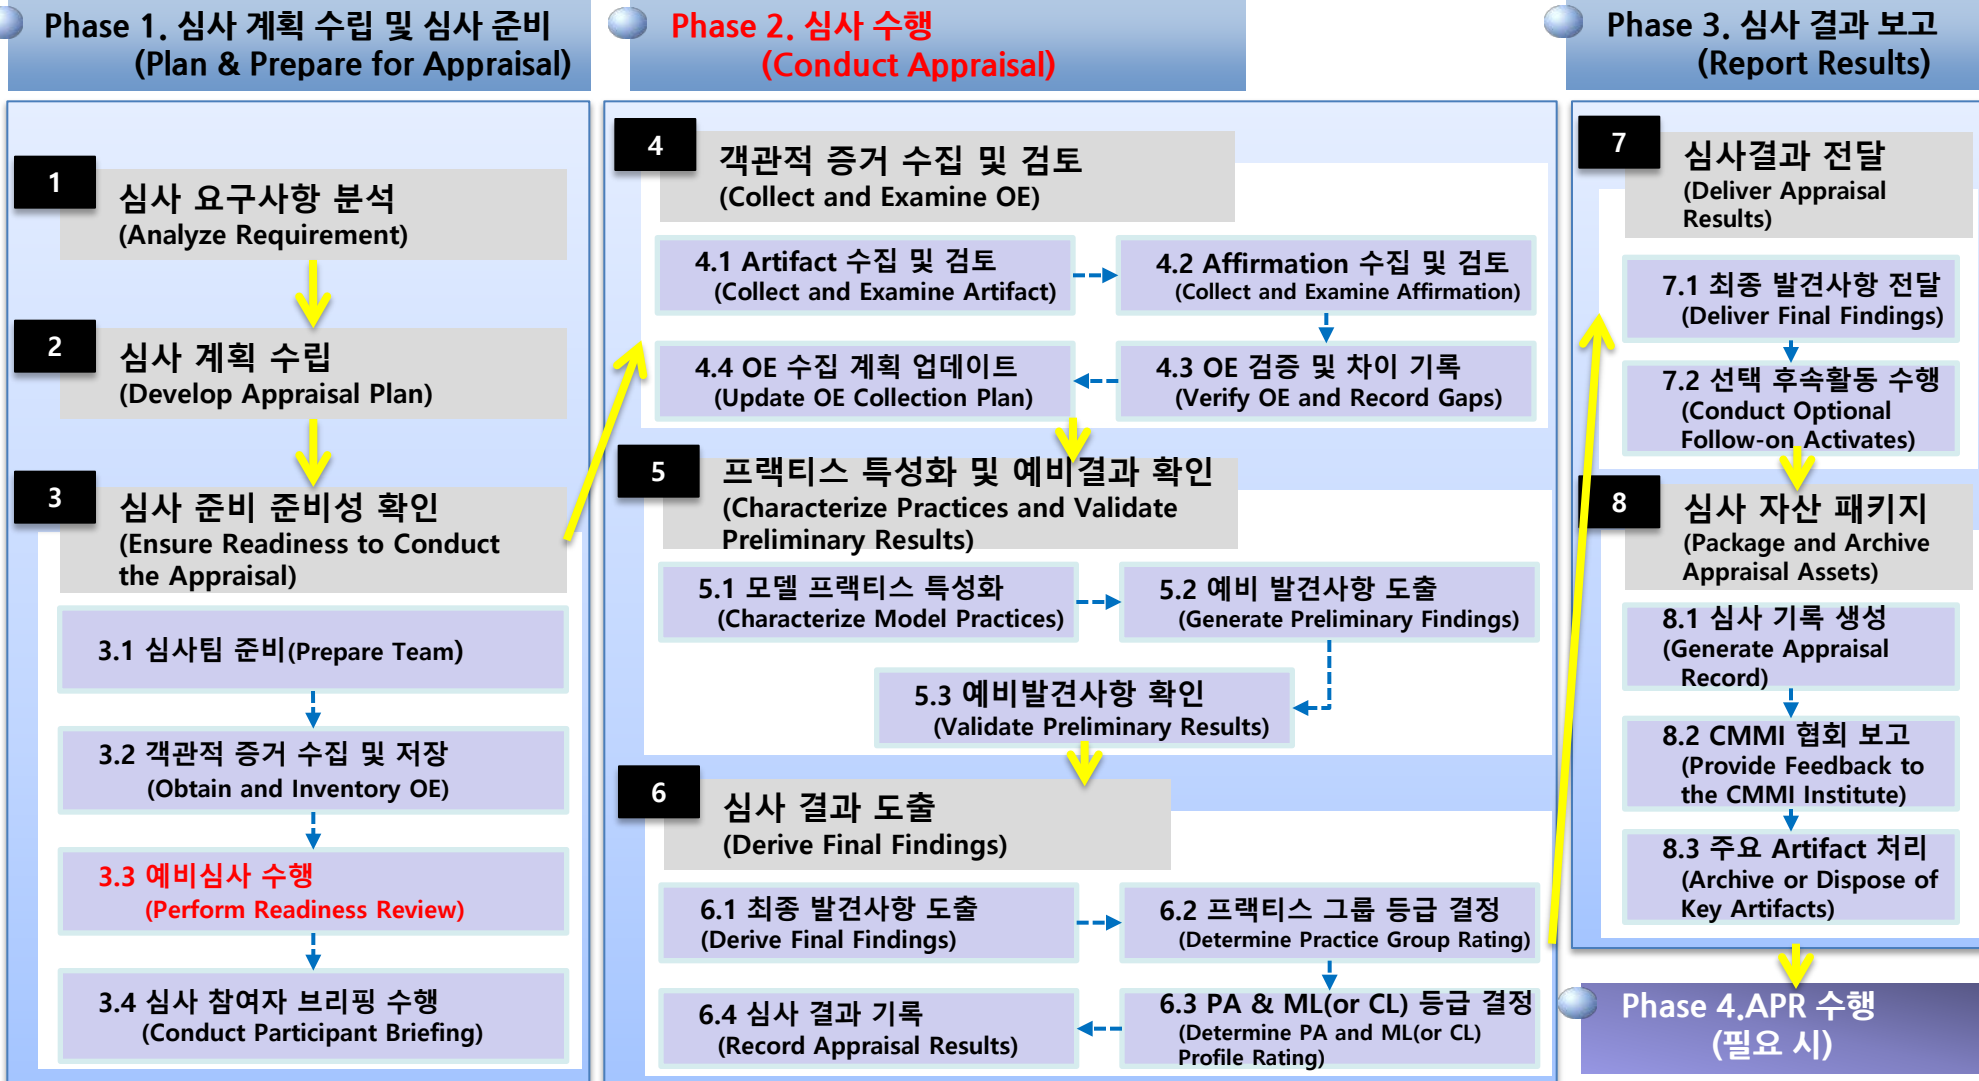 Phase 1. 심사 계획 수립 및 심사 준비
(Plan & Prepare for Appraisal)
1
심사 요구사항 분석
(Analyze Requirement)
2
심사 계획 수립
(Develop Appraisal Plan)
3
심사 준비 준비성 확인
(Ensure Readiness to Conduct
the Appraisal)
3.1 심사팀 준비(Prepare Team)
3.2 객관적 증거 수집 및 저장
(Obtain and Inventory OE)
3.3 예비심사 수행
(Perform Readiness Review)
3.4 심사 참여자 브리핑 수행
(Conduct Participant Briefing)
Phase 2. 심사 수행
(Conduct Appraisal)
4
객관적 증거 수집 및 검토
(Collect and Examine OE)
4.1 Artifact 수집 및 검토
(Collect and Examine Artifact)
4.2 Affirmation 수집 및 검토
(Collect and Examine Affirmation)
4.4 OE 수집 계획 업데이트
(Update OE Collection Plan)
4.3 OE 검증 및 차이 기록
(Verify OE and Record Gaps)
5
프랙티스 특성화 및 예비결과 확인
(Characterize Practices and Validate
Preliminary Results)
5.1 모델 프랙티스 특성화
(Characterize Model Practices)
5.2 예비 발견사항 도출
(Generate Preliminary Findings)
5.3 예비발견사항 확인
(Validate Preliminary Results)
6
심사 결과 도출
(Derive Final Findings)
6.1 최종 발견사항 도출
(Derive Final Findings)
6.2 프랙티스 그룹 등급 결정
(Determine Practice Group Rating)
6.4 심사 결과 기록
(Record Appraisal Results)
6.3 PA & ML(or CL) 등급 결정
(Determine PA and ML(or CL)
Profile Rating)
Phase 3. 심사 결과 보고
(Report Results)
7
심사결과 전달
(Deliver Appraisal
Results)
7.1 최종 발견사항 전달
(Deliver Final Findings)
7.2 선택 후속활동 수행
(Conduct Optional
Follow-on Activates)
8
심사 자산 패키지
(Package and Archive
Appraisal Assets)
8.1 심사 기록 생성
(Generate Appraisal
Record)
8.2 CMMI 협회 보고
(Provide Feedback to
the CMMI Institute)
8.3 주요 Artifact 처리
(Archive or Dispose of
Key Artifacts)
Phase 4.APR 수행
(필요 시)